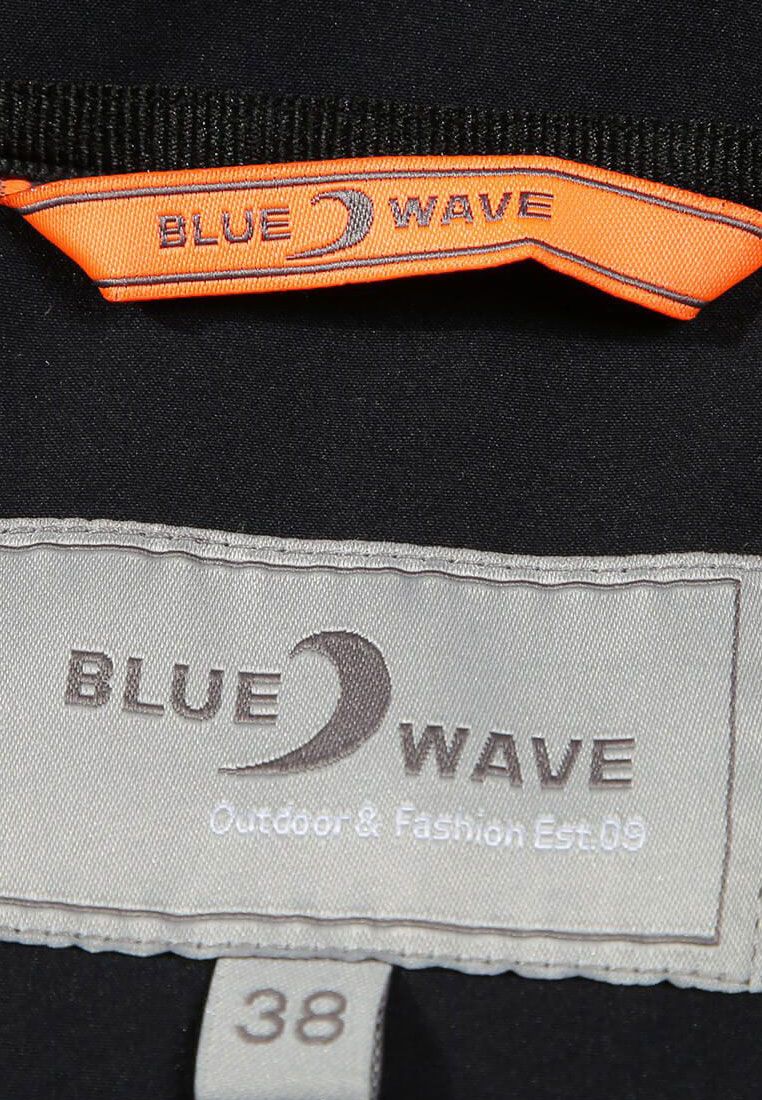 BLUE WAVE
BLUE WAVE
Outdoor & Fashion Est.09
38